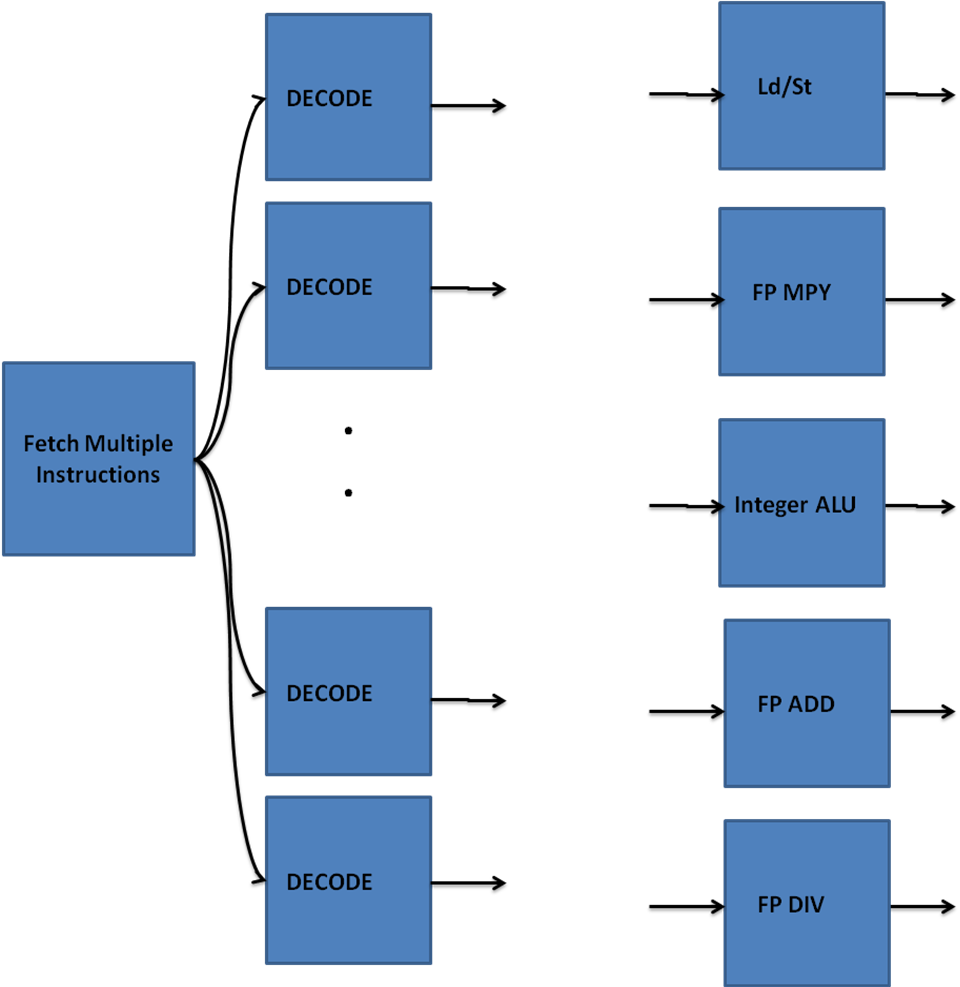 DECODE
DECODE
Fetch Multiple
Instructions
DECODE
DECODE
Ld/St
FP MPY
Integer ALU
FP ADD
FP DIV